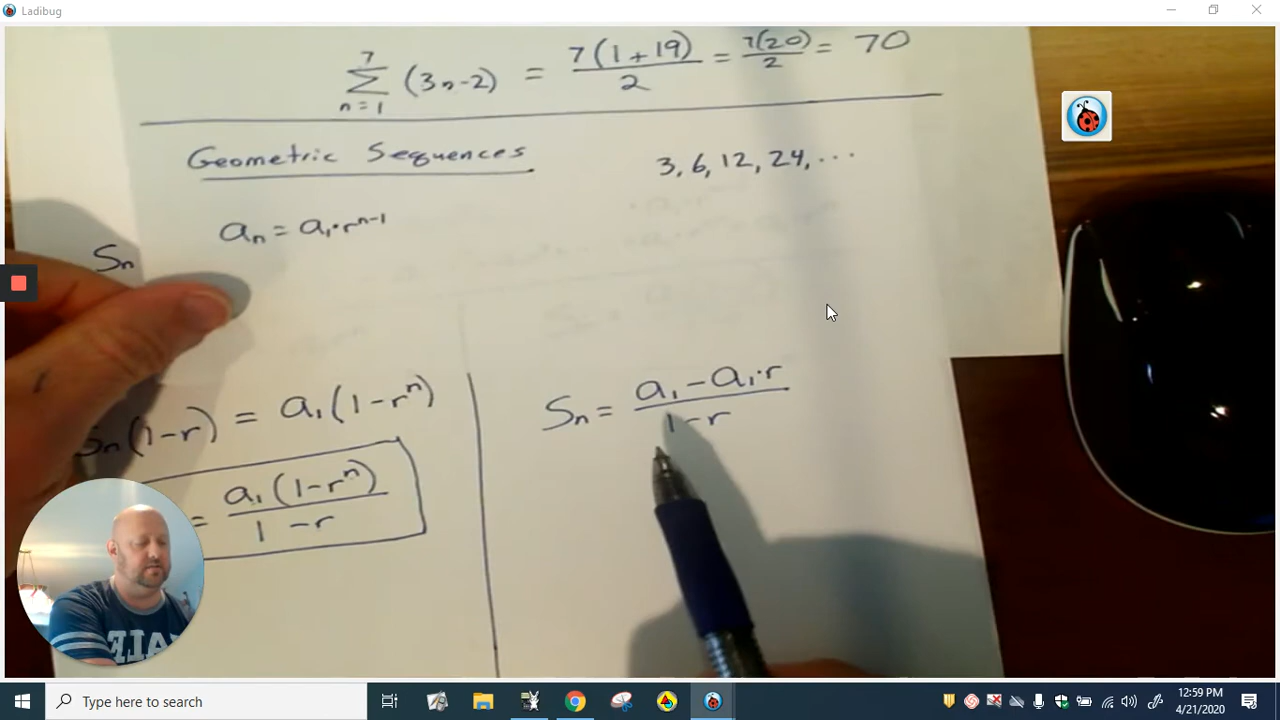 Ladibug
7
∑ (3n-2) = 7(1+19)/2 = 7(20)/2 = 70
n=1
Geometric Sequences
3, 6, 12, 24, ...
aₙ = a₁·rⁿ⁻¹
Sₙ
Sₙ(1-r) = a₁(1-rⁿ)
= a₁(1-rⁿ)/(1-r)
Sₙ = (a₁-a₁·r)/(1-r)
Type here to search
12:59 PM
4/21/2020